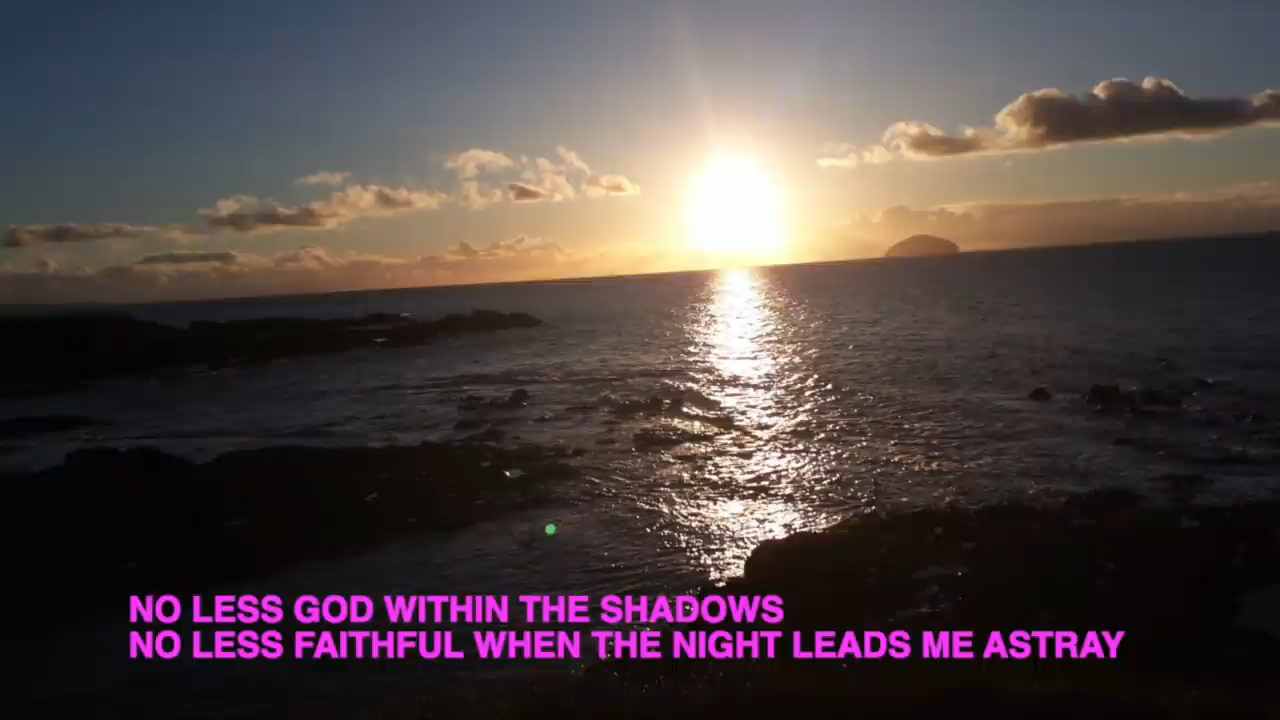 NO LESS GOD WITHIN THE SHADOWS
NO LESS FAITHFUL WHEN THE NIGHT LEADS ME ASTRAY